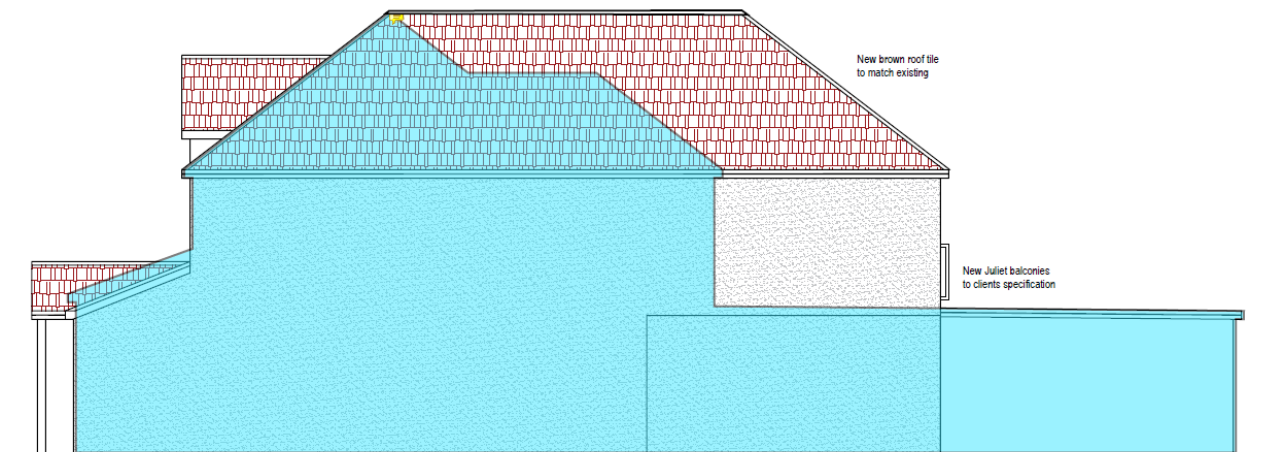 New brown roof tile
to match existing
New Juliet balconies
to clients specification